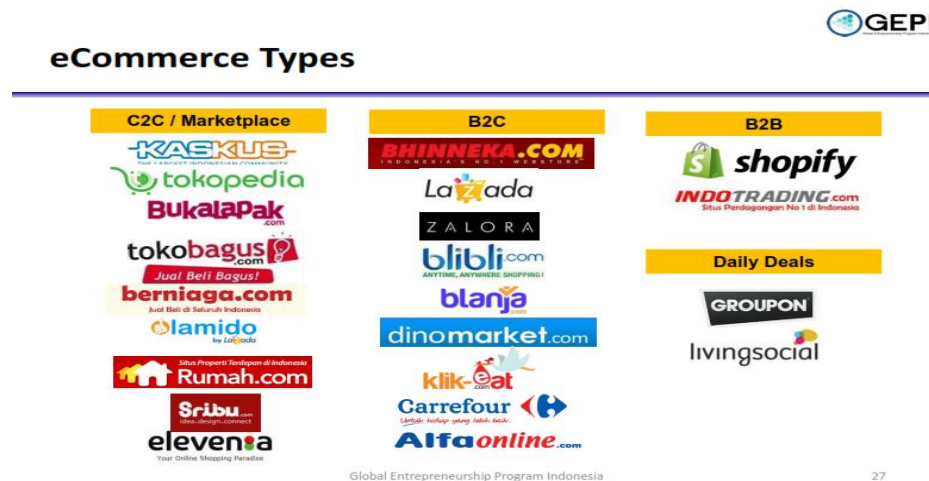 GEPI
eCommerce Types
C2C / Marketplace
-KASKUS-
THE LARGEST INDONESIAN COMMUNITY
tokopedia
BukalaPak
.com
tokobagus
.com
Jual Beli Bagus!
berniaga.com
Jual Beli di Seluruh Indonesia
lamido
by Lazada
Situs Properti Terdepan di Indonesia
Rumah.com
Sribu.com
idea.design.connect
elevenia
Your Online Shopping Paradise
B2C
BHINNEKA.COM
INDONESIA'S NO.1 WEBSTORE
Lazada
ZALORA
blibli.com
ANYTIME, ANYWHERE SHOPPING!
blanja
.com
dinomarket.com
klik-eat
.com
Carrefour
Untuk hidup yang lebih baik.
Alfaonline.com
B2B
shopify
INDOTRADING.com
Situs Perdagangan No 1 di Indonesia
Daily Deals
GROUPON
livingsocial
Global Entrepreneurship Program Indonesia
27